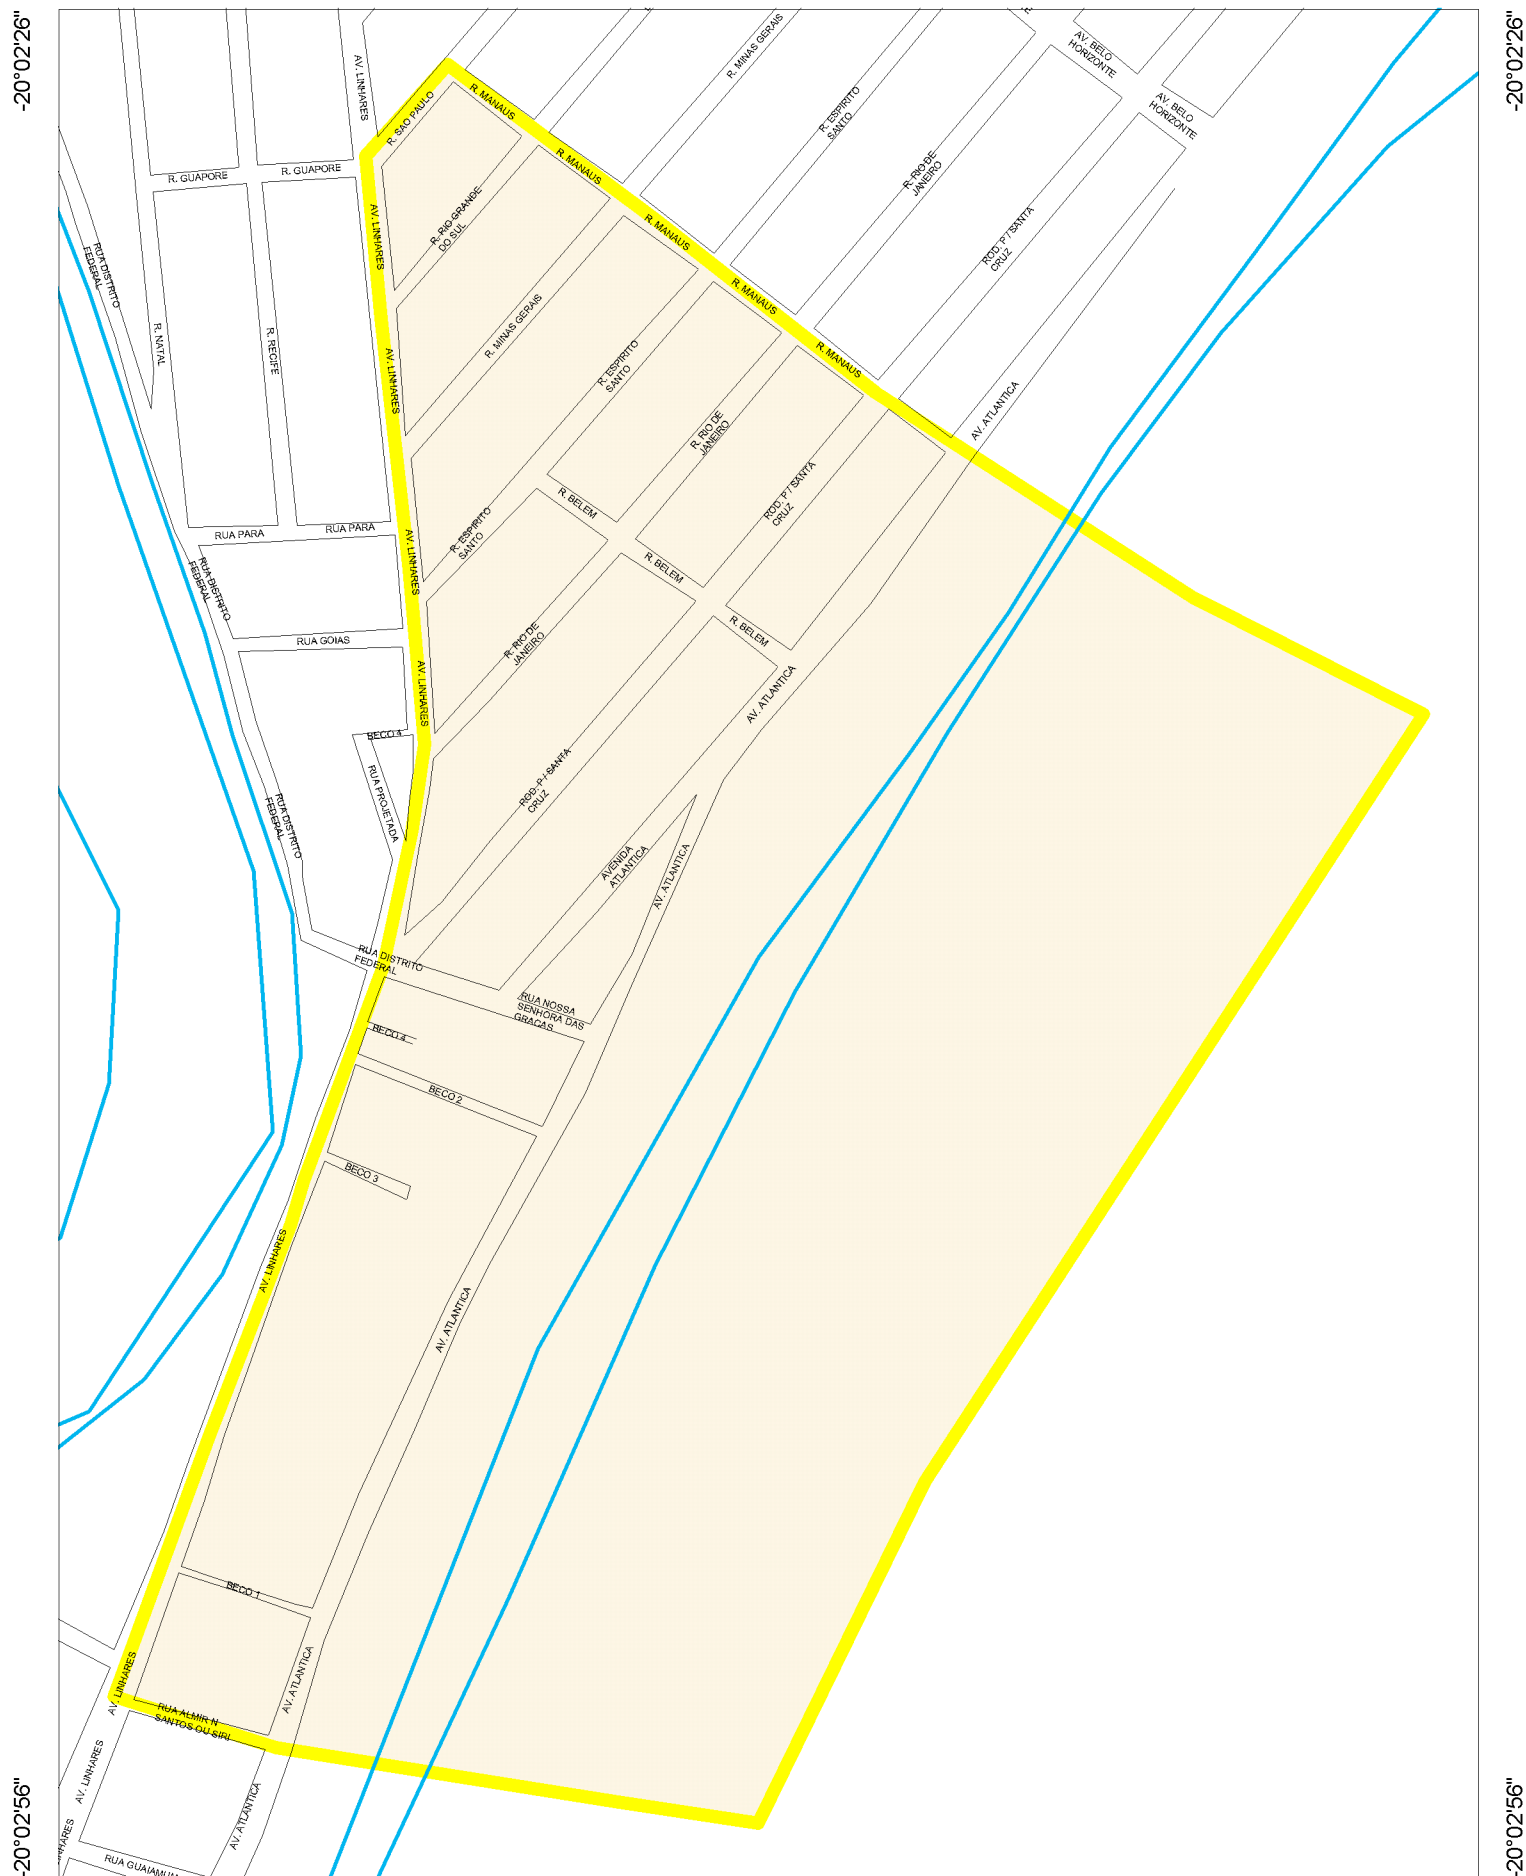 -20°02'26"
-20°02'26"
R. MINAS GERAIS
AV. BELO
HORIZONTE
AV. LINHARES
R. SAO PAULO
R. MANAUS
R. ESPIRITO
SANTO
AV. BELO
HORIZONTE
R. GUAPORE
R. GUAPORE
R. MANAUS
R. RIO DE
JANEIRO
R. RIO GRANDE
DO SUL
AV. LINHARES
R. MANAUS
ROD. P / SANTA
CRUZ
RUA DISTRITO
FEDERAL
R. MANAUS
R. NATAL
R. RECIFE
R. MINAS GERAIS
R. MANAUS
AV. LINHARES
R. ESPIRITO
SANTO
AV. ATLANTICA
R. RIO DE
JANEIRO
R. BELEM
ROD. P / SANTA
CRUZ
RUA PARA
RUA PARA
R. ESPIRITO
SANTO
AV. LINHARES
R. BELEM
RUA DISTRITO
FEDERAL
R. BELEM
RUA GOIAS
R. RIO DE
JANEIRO
AV. LINHARES
AV. ATLANTICA
BECO 4
RUA PROJETADA
ROD. P / SANTA
CRUZ
RUA DISTRITO
FEDERAL
AVENIDA
ATLANTICA
AV. ATLANTICA
RUA DISTRITO
FEDERAL
RUA NOSSA
SENHORA DAS
GRACAS
BECO 4
BECO 2
BECO 3
AV. LINHARES
AV. ATLANTICA
BECO 1
AV. LINHARES
AV. ATLANTICA
RUA ALMIR N
SANTOS OU SIRI
AV. LINHARES
AV. ATLANTICA
RUA GUAIAMUM
-20°02'56"
-20°02'56"